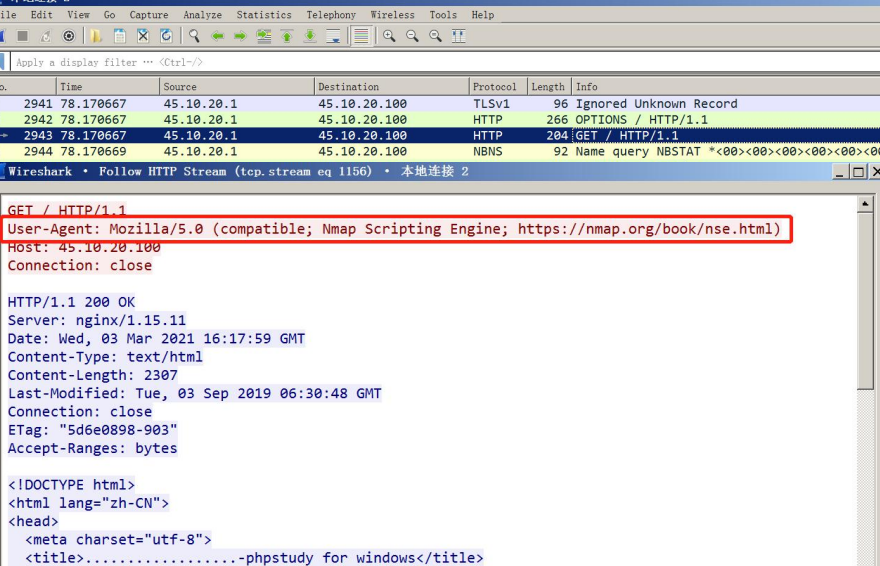 ile Edit View Go Capture Analyze Statistics Telephony Wireless Tools Help
Apply a display filter ··· <Ctrl-/>
o. Time Source Destination Protocol Length Info
2941 78.170667 45.10.20.1 45.10.20.100 TLSv1 96 Ignored Unknown Record
2942 78.170667 45.10.20.1 45.10.20.100 HTTP 266 OPTIONS / HTTP/1.1
2943 78.170667 45.10.20.1 45.10.20.100 HTTP 204 GET / HTTP/1.1
2944 78.170669 45.10.20.1 45.10.20.100 NBNS 92 Name query NBSTAT *<00><00><00><00><00><00
Wireshark · Follow HTTP Stream (tcp.stream eq 1156) · 本地连接 2
GET / HTTP/1.1
User-Agent: Mozilla/5.0 (compatible; Nmap Scripting Engine; https://nmap.org/book/nse.html)
Host: 45.10.20.100
Connection: close
HTTP/1.1 200 OK
Server: nginx/1.15.11
Date: Wed, 03 Mar 2021 16:17:59 GMT
Content-Type: text/html
Content-Length: 2307
Last-Modified: Tue, 03 Sep 2019 06:30:48 GMT
Connection: close
ETag: "5d6e0898-903"
Accept-Ranges: bytes
<!DOCTYPE html>
<html lang="zh-CN">
<head>
<meta charset="utf-8">
<title>..................-phpstudy for windows</title>